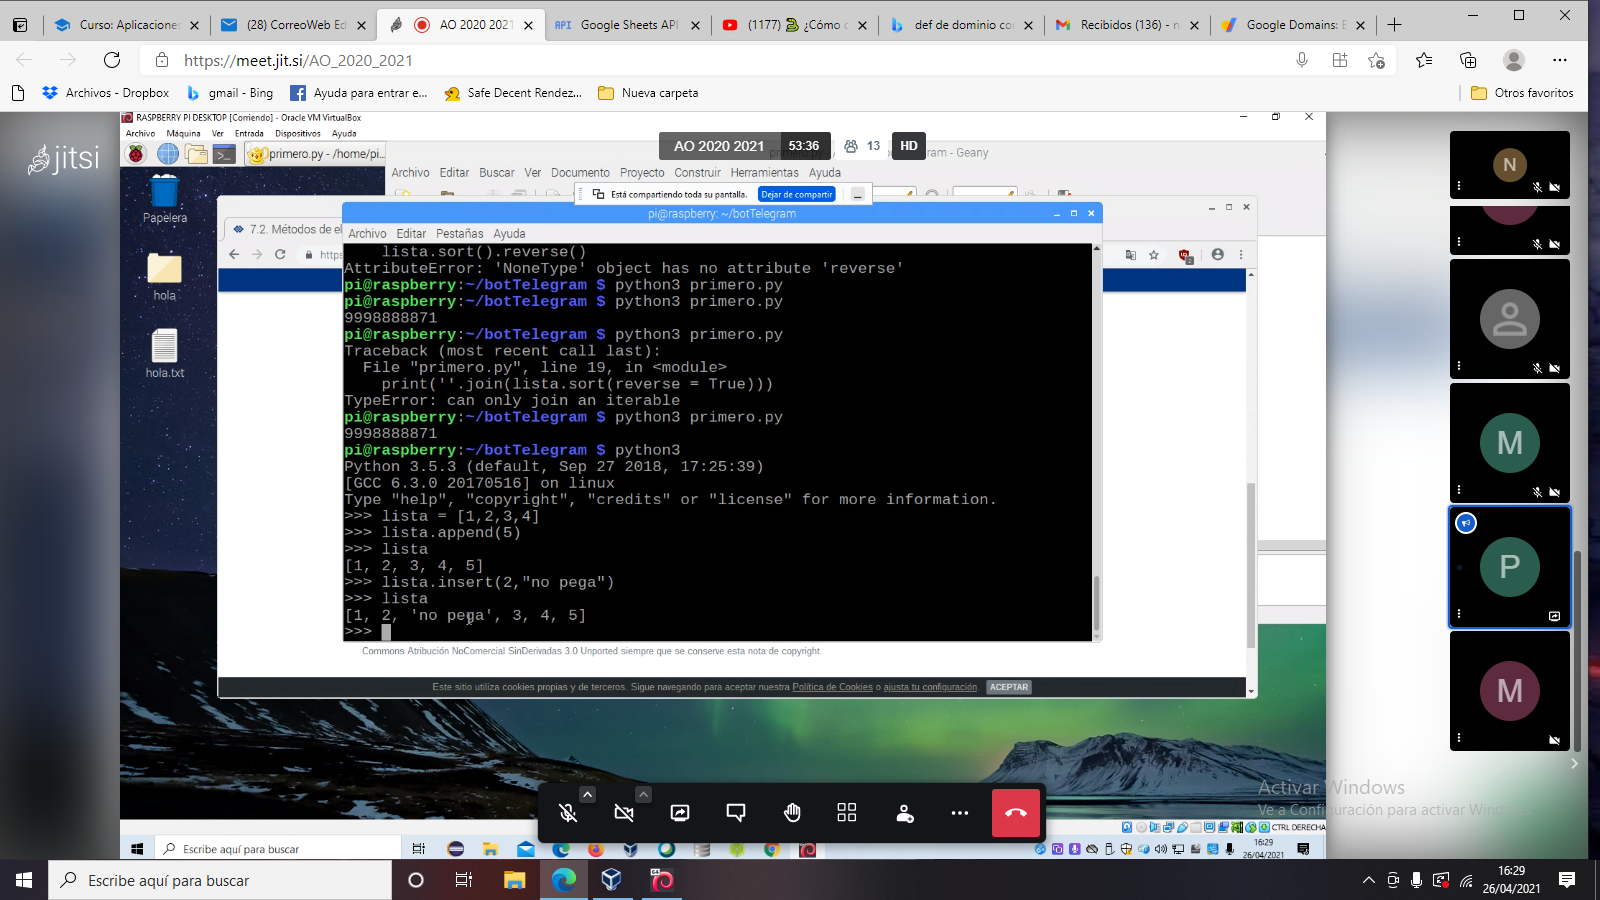 Curso: Aplicacione
(28) CorreoWeb Ed
AO 2020 2021
API Google Sheets API
(1177) ¿Cómo
def de dominio co
Recibidos (136) - n
Google Domains:
https://meet.jit.si/AO_2020_2021
Archivos - Dropbox
gmail - Bing
Ayuda para entrar e...
Safe Decent Rendez...
Nueva carpeta
Otros favoritos
jitsi
RASPBERRY PI DESKTOP [Corriendo] - Oracle VM VirtualBox
Archivo Máquina Ver Entrada Dispositivos Ayuda
primero.py - /home/pi...
AO 2020 2021 53:36 13 HD
- Geany
Archivo Editar Buscar Ver Documento Proyecto Construir Herramientas Ayuda
Está compartiendo toda su pantalla. Dejar de compartir
Papelera
hola
hola.txt
7.2. Métodos de el
https
pi@raspberry: ~/botTelegram
Archivo Editar Pestañas Ayuda
lista.sort().reverse()
AttributeError: 'NoneType' object has no attribute 'reverse'
pi@raspberry:~/botTelegram $ python3 primero.py
pi@raspberry:~/botTelegram $ python3 primero.py
9998888871
pi@raspberry:~/botTelegram $ python3 primero.py
Traceback (most recent call last):
File "primero.py", line 19, in <module>
print(''.join(lista.sort(reverse = True)))
TypeError: can only join an iterable
pi@raspberry:~/botTelegram $ python3 primero.py
9998888871
pi@raspberry:~/botTelegram $ python3
Python 3.5.3 (default, Sep 27 2018, 17:25:39)
[GCC 6.3.0 20170516] on linux
Type "help", "copyright", "credits" or "license" for more information.
>>> lista = [1,2,3,4]
>>> lista.append(5)
>>> lista
[1, 2, 3, 4, 5]
>>> lista.insert(2,"no pega")
>>> lista
[1, 2, 'no pega', 3, 4, 5]
>>>
Commons Atribución NoComercial SinDerivadas 3.0 Unported siempre que se conserve esta nota de copyright.
Este sitio utiliza cookies propias y de terceros. Sigue navegando para aceptar nuestra Política de Cookies o ajusta tu configuración. ACEPTAR
N
M
P
M
Activar Windows
Ve a Configuración para activar Windows.
CTRL DERECHA
Escribe aquí para buscar
16:29
26/04/2021
Escribe aquí para buscar
16:29
26/04/2021